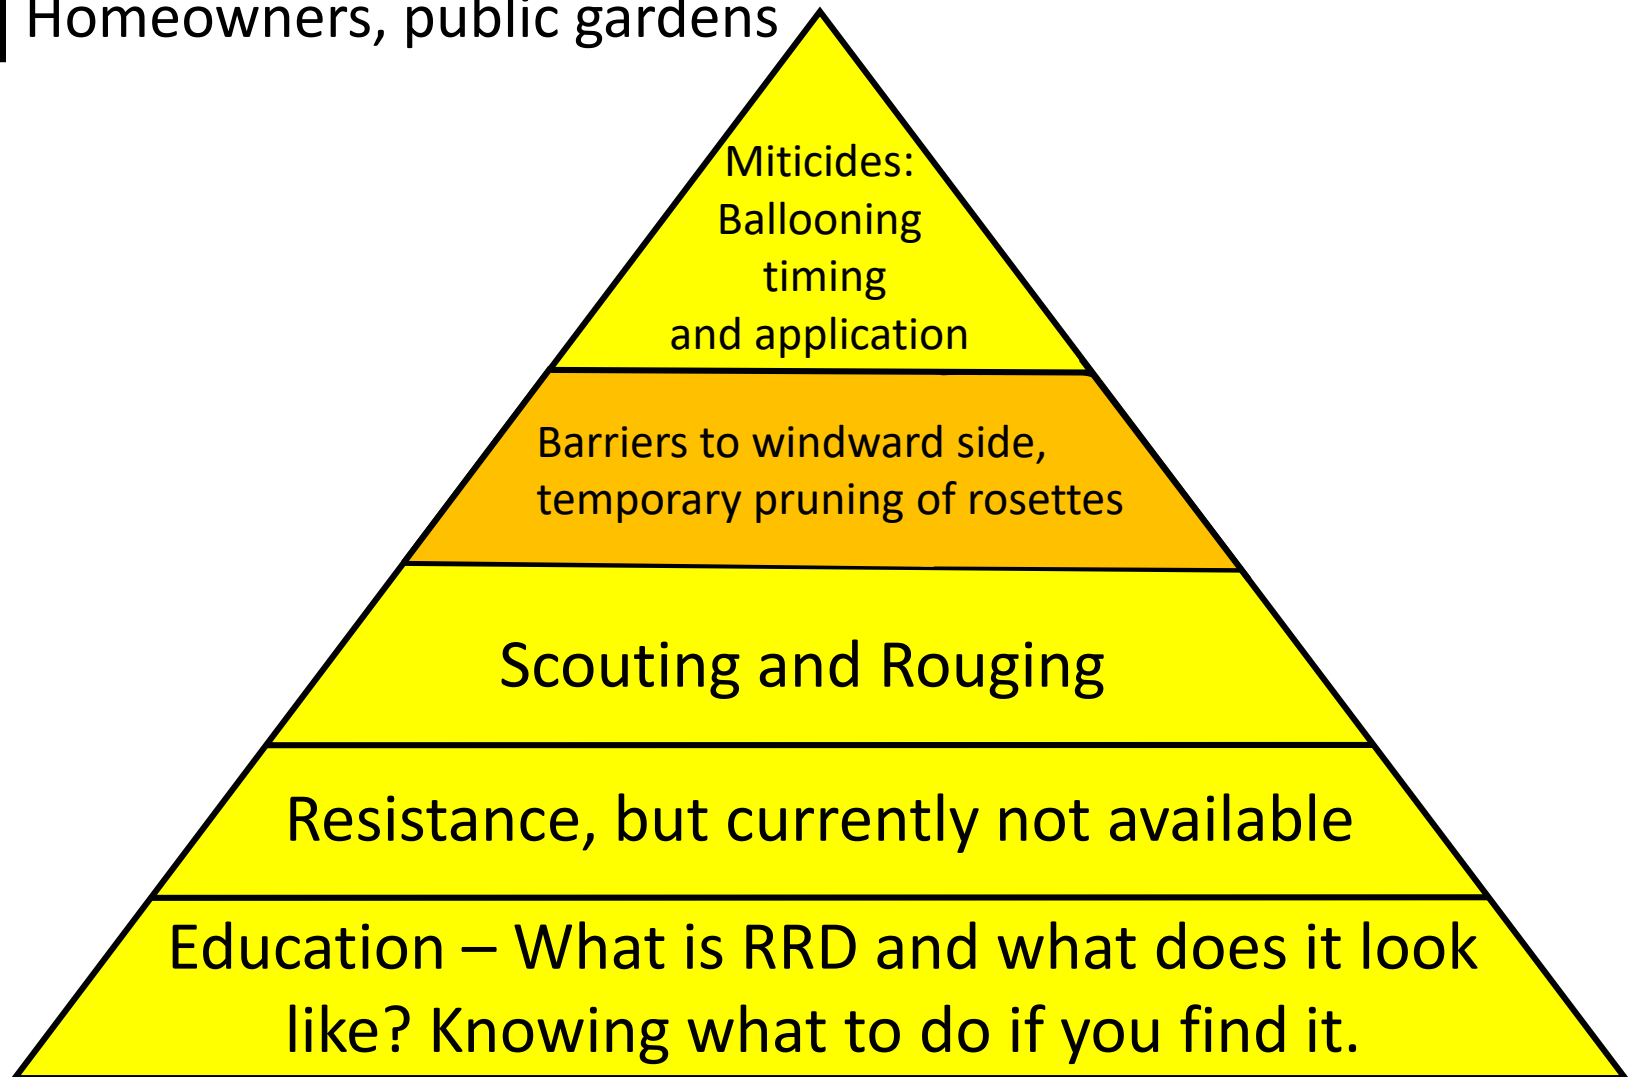 Homeowners, public gardens
Miticides:
Ballooning
timing
and application
Barriers to windward side,
temporary pruning of rosettes
Scouting and Rouging
Resistance, but currently not available
Education – What is RRD and what does it look
like? Knowing what to do if you find it.